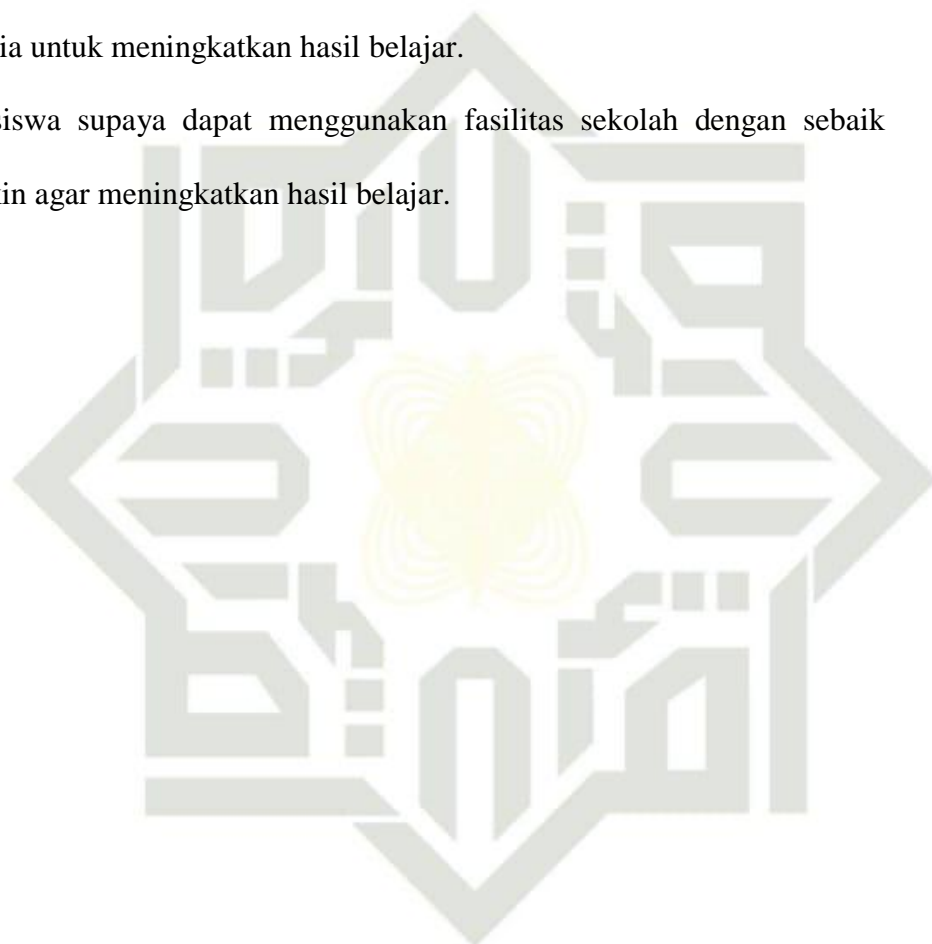 ia untuk meningkatkan hasil belajar.
siswa supaya dapat menggunakan fasilitas sekolah dengan sebaik
in agar meningkatkan hasil belajar.